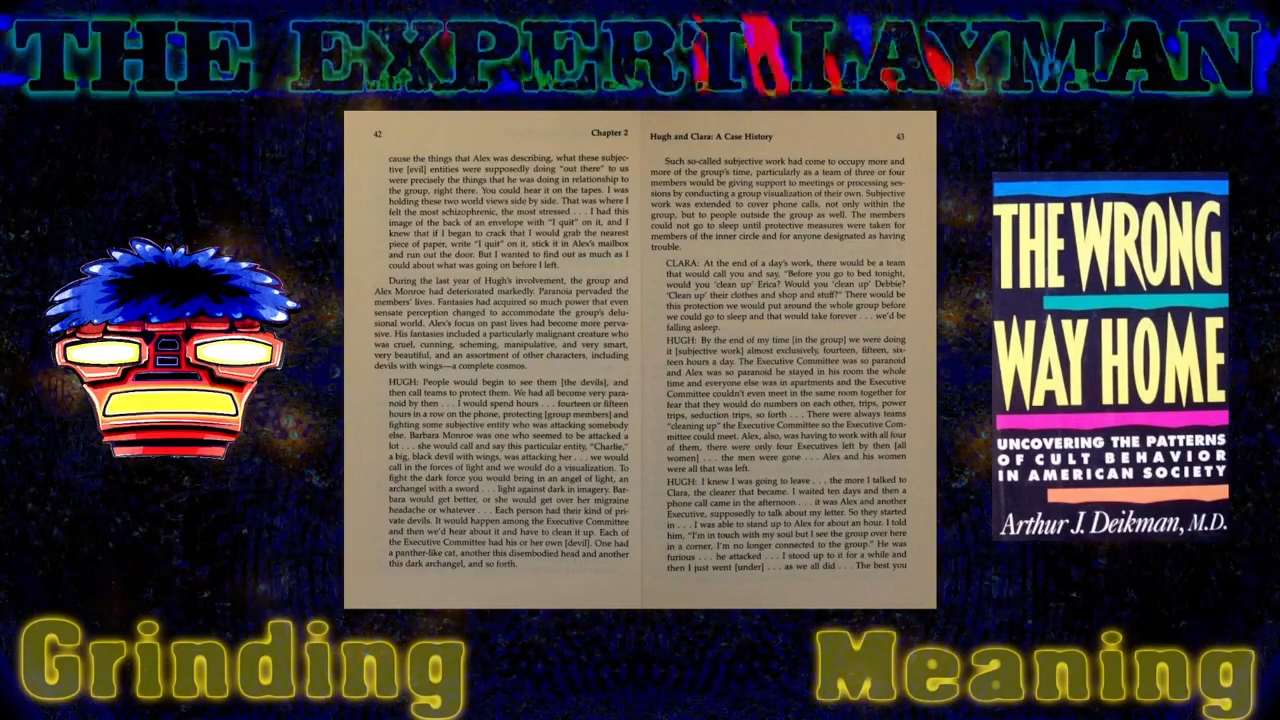 THE EXPERT LAYMAN
42 Chapter 2
cause the things that Alex was describing, what these subjec-
tive [evil] entities were supposedly doing "out there" to us
were precisely the things that he was doing in relationship to
the group, right there. You could hear it on the tapes. I was
holding these two world views side by side. That was where I
felt the most schizophrenic, the most stressed . . . I had this
image of the back of an envelope with "I quit" on it, and I
knew that if I began to crack that I would grab the nearest
piece of paper, write "I quit" on it, stick it in Alex's mailbox
and run out the door. But I wanted to find out as much as I
could about what was going on before I left.
During the last year of Hugh's involvement, the group and
Alex Monroe had deteriorated markedly. Paranoia pervaded the
members' lives. Fantasies had acquired so much power that even
sensate perception changed to accommodate the group's delu-
sional world. Alex's focus on past lives had become more perva-
sive. His fantasies included a particularly malignant creature who
was cruel, cunning, scheming, manipulative, and very smart,
very beautiful, and an assortment of other characters, including
devils with wings—a complete cosmos.
HUGH: People would begin to see them [the devils], and
then call teams to protect them. We had all become very para-
noid by then . . . I would spend hours . . . fourteen or fifteen
hours in a row on the phone, protecting [group members] and
fighting some subjective entity who was attacking somebody
else. Barbara Monroe was one who seemed to be attacked a
lot . . . she would call and say this particular entity, "Charlie,"
a big, black devil with wings, was attacking her . . . we would
call in the forces of light and we would do a visualization. To
fight the dark force you would bring in an angel of light, an
archangel with a sword . . . light against dark in imagery. Bar-
bara would get better, or she would get over her migraine
headache or whatever . . . Each person had their kind of pri-
vate devils. It would happen among the Executive Committee
and then we'd hear about it and have to clean it up. Each of
the Executive Committee had his or her own [devil]. One had
a panther-like cat, another this disembodied head and another
this dark archangel, and so forth.
Hugh and Clara: A Case History 43
Such so-called subjective work had come to occupy more and
more of the group's time, particularly as a team of three or four
members would be giving support to meetings or processing ses-
sions by conducting a group visualization of their own. Subjective
work was extended to cover phone calls, not only within the
group, but to people outside the group as well. The members
could not go to sleep until protective measures were taken for
members of the inner circle and for anyone designated as having
trouble.
CLARA: At the end of a day's work, there would be a team
that would call you and say, "Before you go to bed tonight,
would you 'clean up' Erica? Would you 'clean up' Debbie?
'Clean up' their clothes and shop and stuff?" There would be
this protection we would put around the whole group before
we could go to sleep and that would take forever . . . we'd be
falling asleep.
HUGH: By the end of my time [in the group] we were doing
it [subjective work] almost exclusively, fourteen, fifteen, six-
teen hours a day. The Executive Committee was so paranoid
and Alex was so paranoid he stayed in his room the whole
time and everyone else was in apartments and the Executive
Committee couldn't even meet in the same room together for
fear that they would do numbers on each other, trips, power
trips, seduction trips, so forth . . . There were always teams
"cleaning up" the Executive Committee so the Executive Com-
mittee could meet. Alex, also, was having to work with all four
of them, there were only four Executives left by then [all
women] . . . the men were gone . . . Alex and his women
were all that was left.
HUGH: I knew I was going to leave . . . the more I talked to
Clara, the clearer that became. I waited ten days and then a
phone call came in the afternoon . . . it was Alex and another
Executive, supposedly to talk about my letter. So they started
in . . . I was able to stand up to Alex for about an hour. I told
him, "I'm in touch with my soul but I see the group over here
in a corner, I'm no longer connected to the group." He was
furious . . . he attacked . . . I stood up to it for a while and
then I just went [under] . . . as we all did . . . The best you
THE WRONG
WAY HOME
UNCOVERING THE PATTERNS
OF CULT BEHAVIOR
IN AMERICAN SOCIETY
Arthur J. Deikman, M.D.
Grinding Meaning